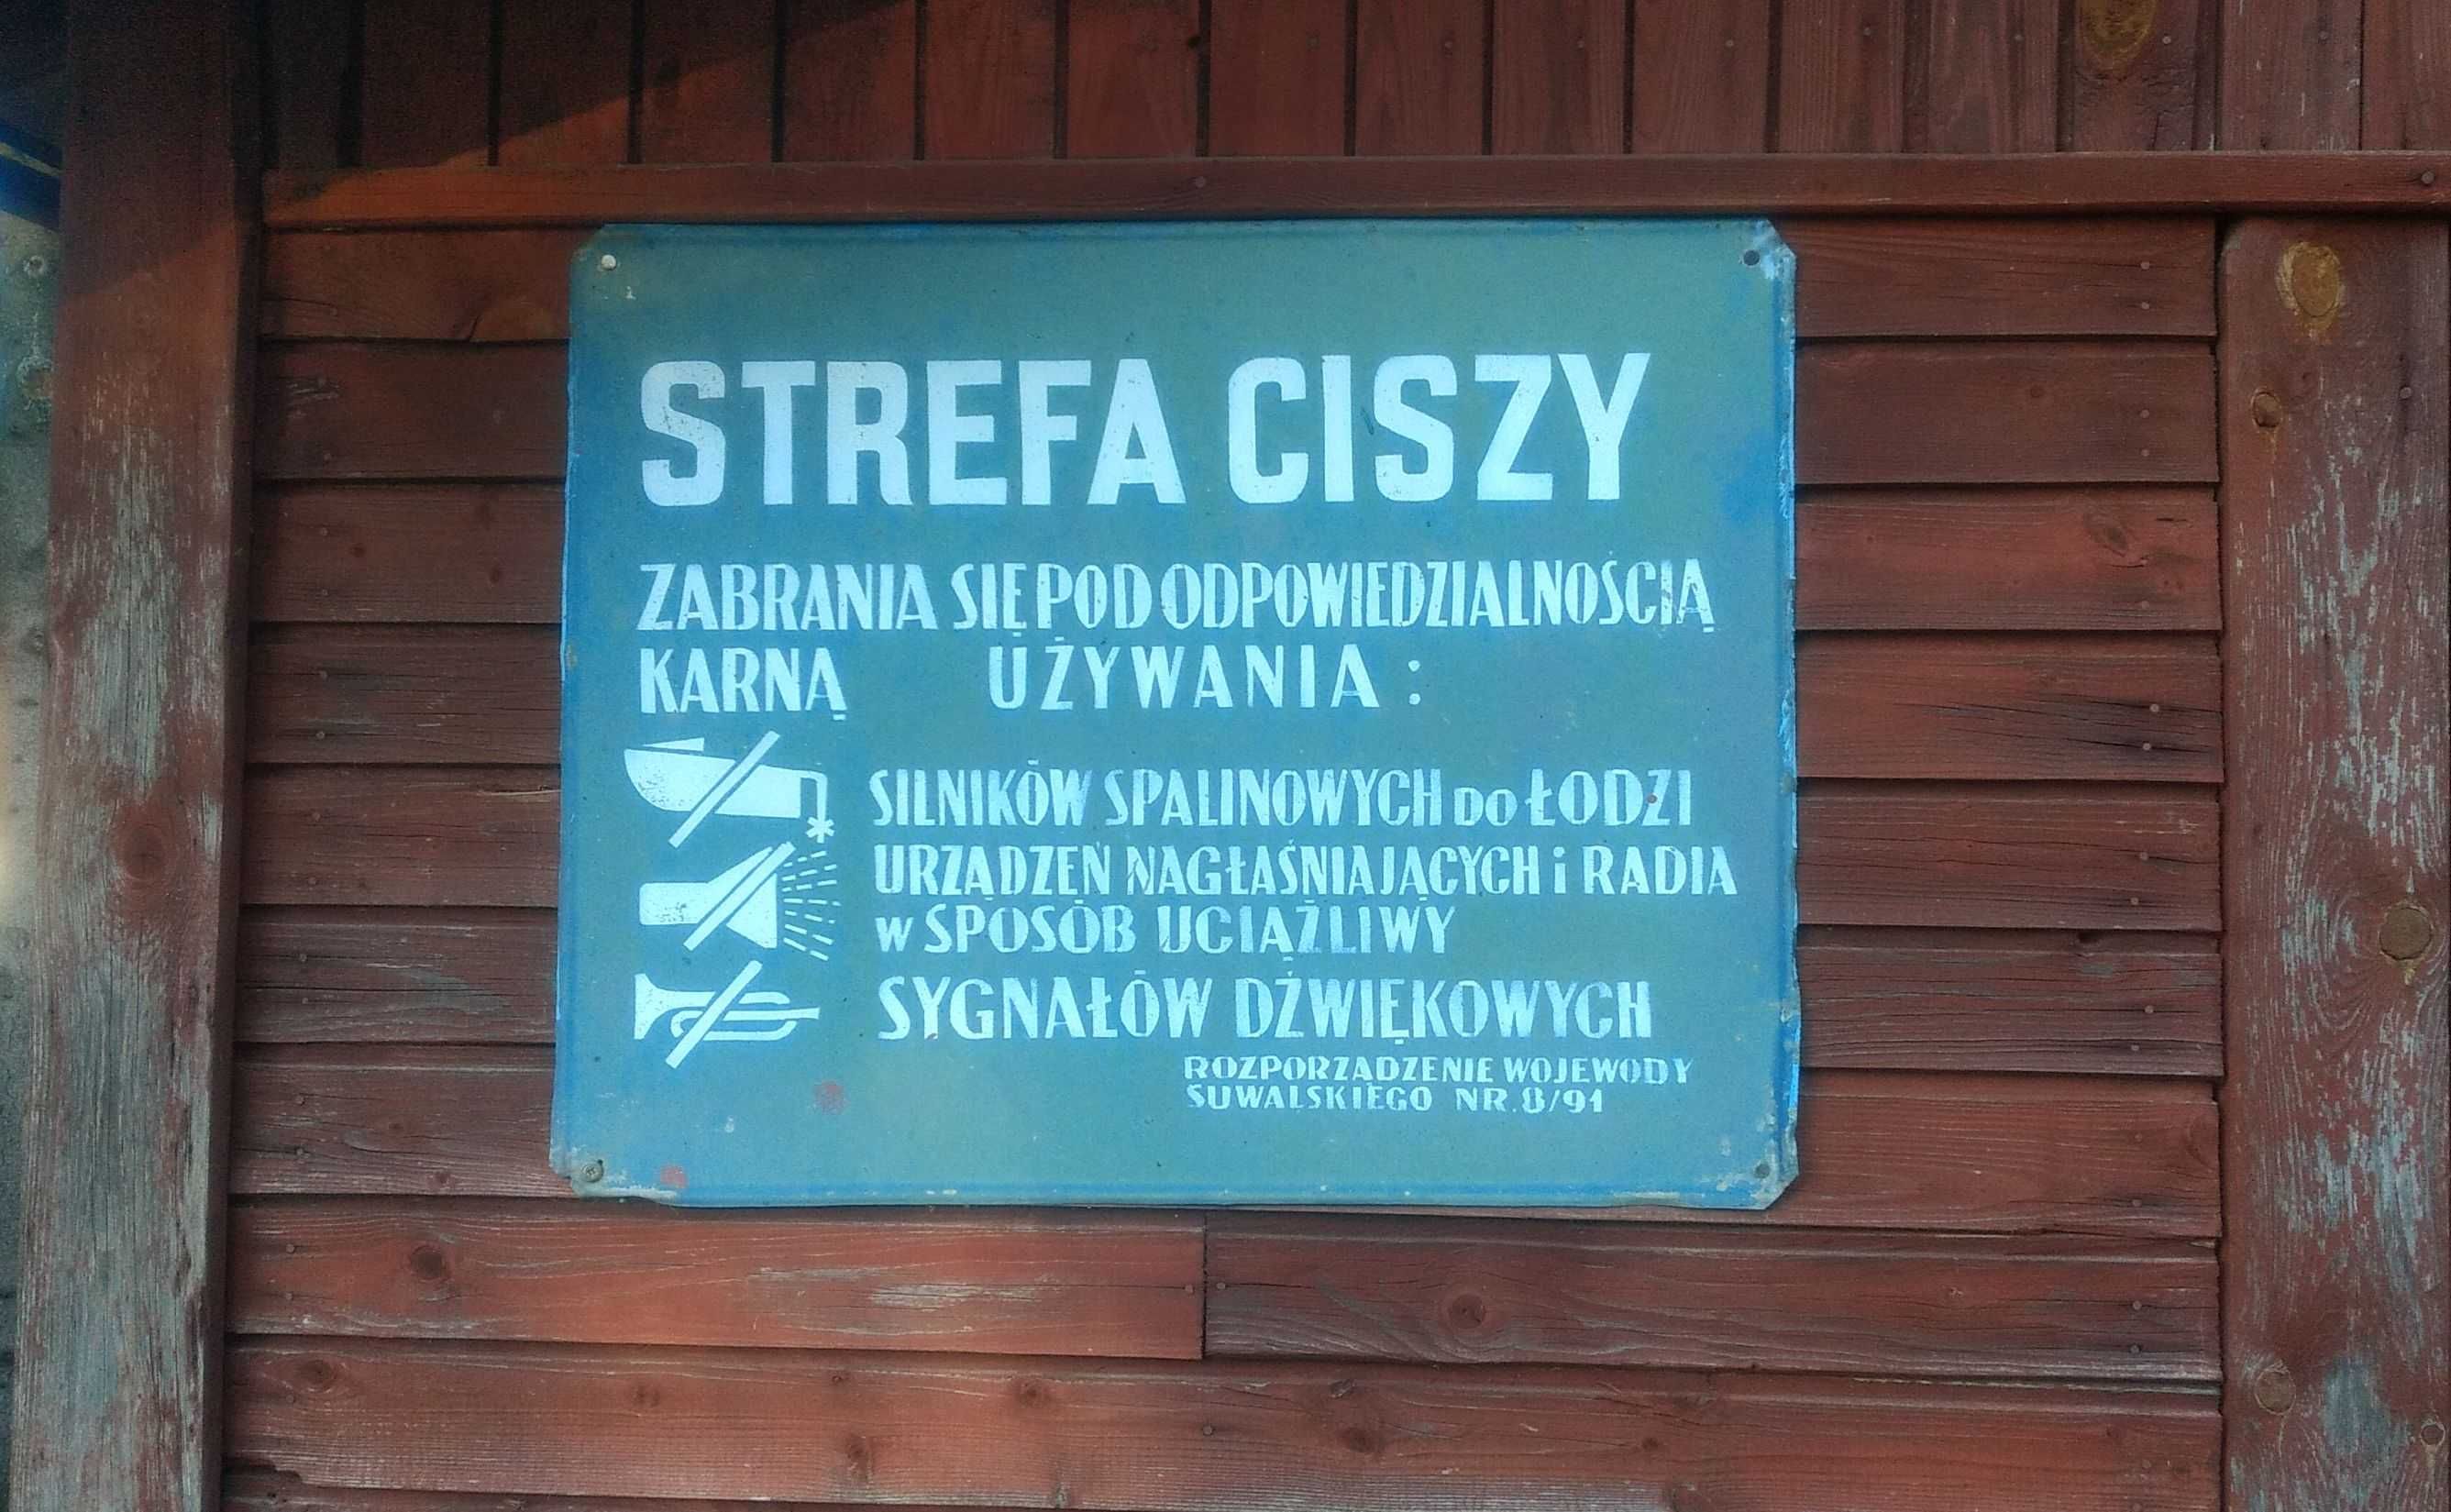 STREFA CISZY
ZABRANIA SIĘ POD ODPOWIEDZIALNOŚCIĄ
KARNĄ UŻYWANIA :
SILNIKÓW SPALINOWYCH DO ŁODZI
URZĄDZEŃ NAGŁAŚNIAJĄCYCH i RADIA
w SPOSÓB UCIĄŻLIWY
SYGNAŁÓW DŹWIĘKOWYCH
ROZPORZĄDZENIE WOJEWODY
SUWALSKIEGO NR. 8/91